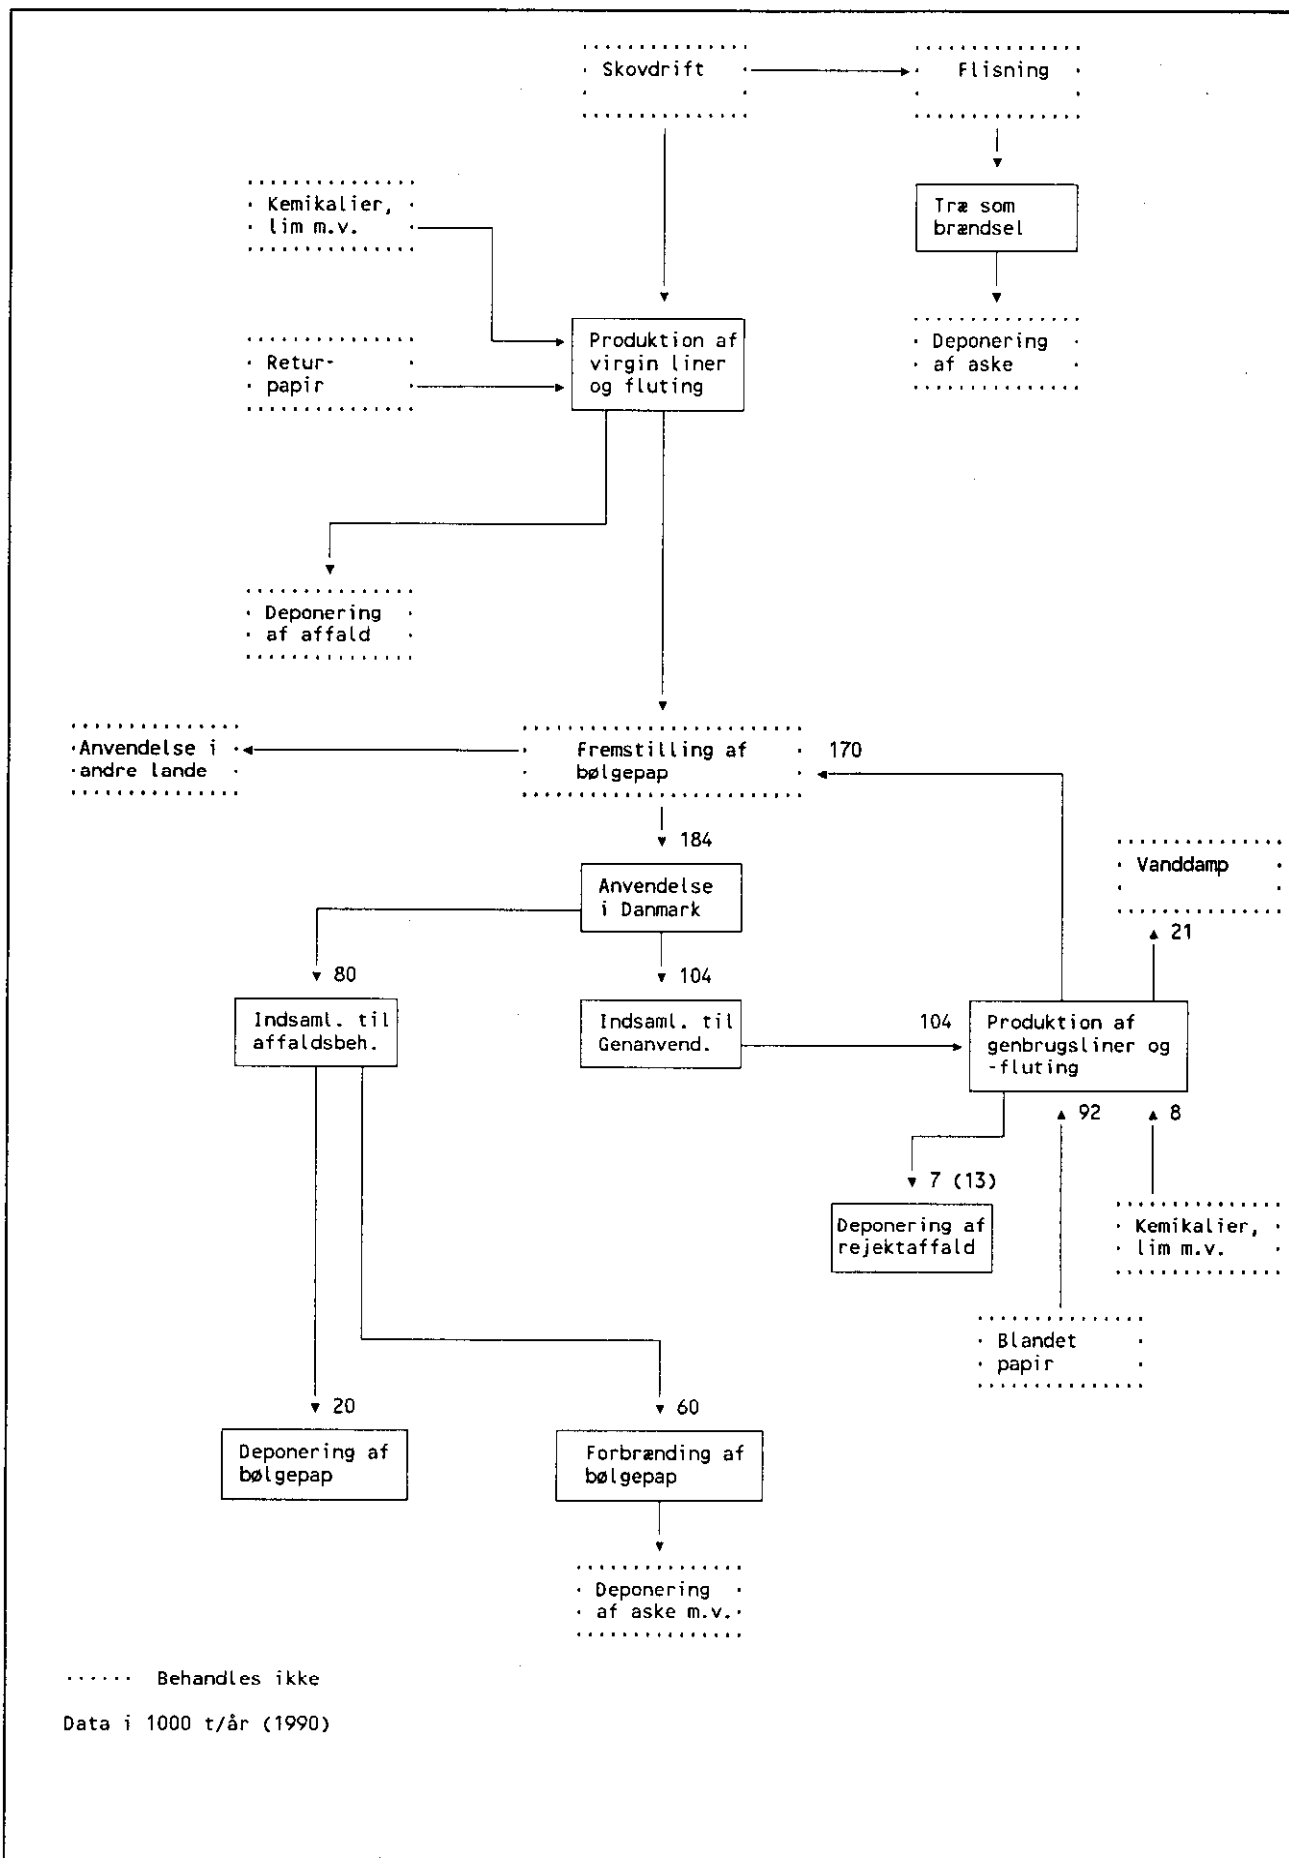 Skovdrift
Flisning
Kemikalier,
lim m.v.
Træ som
brændsel
Retur-
papir
Produktion af
virgin liner
og fluting
Deponering
af aske
Deponering
af affald
Anvendelse i
andre lande
Fremstilling af
bølgepap
170
184
Vanddamp
Anvendelse
i Danmark
21
80
104
Indsaml. til
affaldsbeh.
Indsaml. til
Genanvend.
104
Produktion af
genbrugsliner og
-fluting
92
8
7 (13)
Deponering af
rejektaffald
Kemikalier,
lim m.v.
Blandet
papir
20
60
Deponering af
bølgepap
Forbrænding af
bølgepap
Deponering
af aske m.v.
...... Behandles ikke
Data i 1000 t/år (1990)